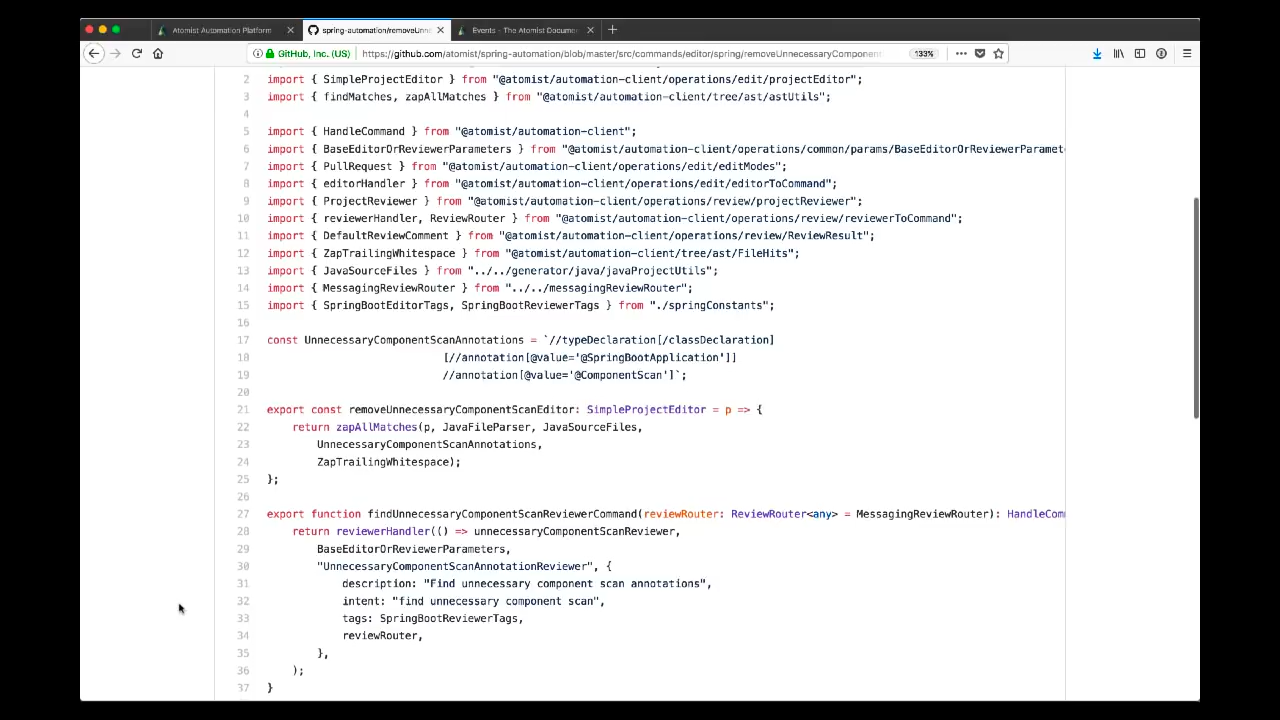 Atomist Automation Platform
spring-automation/removeUnn
Events - The Atomist Docume
GitHub, Inc. (US)
https://github.com/atomist/spring-automation/blob/master/src/commands/editor/spring/removeUnnecessaryComponent
133%
2 import { SimpleProjectEditor } from "@atomist/automation-client/operations/edit/projectEditor";
3 import { findMatches, zapAllMatches } from "@atomist/automation-client/tree/ast/astUtils";
4
5 import { HandleCommand } from "@atomist/automation-client";
6 import { BaseEditorOrReviewerParameters } from "@atomist/automation-client/operations/common/params/BaseEditorOrReviewerParamet
7 import { PullRequest } from "@atomist/automation-client/operations/edit/editModes";
8 import { editorHandler } from "@atomist/automation-client/operations/edit/editorToCommand";
9 import { ProjectReviewer } from "@atomist/automation-client/operations/review/projectReviewer";
10 import { reviewerHandler, ReviewRouter } from "@atomist/automation-client/operations/review/reviewerToCommand";
11 import { DefaultReviewComment } from "@atomist/automation-client/operations/review/ReviewResult";
12 import { ZapTrailingWhitespace } from "@atomist/automation-client/tree/ast/FileHits";
13 import { JavaSourceFiles } from "../../generator/java/javaProjectUtils";
14 import { MessagingReviewRouter } from "../../messagingReviewRouter";
15 import { SpringBootEditorTags, SpringBootReviewerTags } from "./springConstants";
16
17 const UnnecessaryComponentScanAnnotations = `//typeDeclaration[/classDeclaration]
18 [//annotation[@value='@SpringBootApplication']]
19 //annotation[@value='@ComponentScan']`;
20
21 export const removeUnnecessaryComponentScanEditor: SimpleProjectEditor = p => {
22 return zapAllMatches(p, JavaFileParser, JavaSourceFiles,
23 UnnecessaryComponentScanAnnotations,
24 ZapTrailingWhitespace);
25 };
26
27 export function findUnnecessaryComponentScanReviewerCommand(reviewRouter: ReviewRouter<any> = MessagingReviewRouter): HandleCom
28 return reviewerHandler(() => unnecessaryComponentScanReviewer,
29 BaseEditorOrReviewerParameters,
30 "UnnecessaryComponentScanAnnotationReviewer", {
31 description: "Find unnecessary component scan annotations",
32 intent: "find unnecessary component scan",
33 tags: SpringBootReviewerTags,
34 reviewRouter,
35 },
36 );
37 }